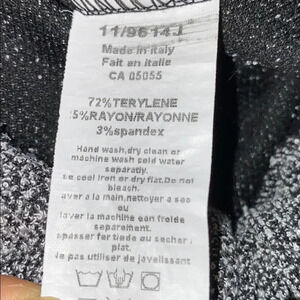 11/9614J
Made in Italy
Fait en Italie
CA 05055
72%TERYLENE
5%RAYON/RAYONNE
3%spandex
Hand wash,dry clean or
machine wash cold water
separatly.
se cool iron or dry flat.Do not
bleach.
aver a la main,nettoyer a sec
ou
laver la machine eau froide
separement.
epasser fer tiede ou secher a
plat.
e pas utiliser de javellisant